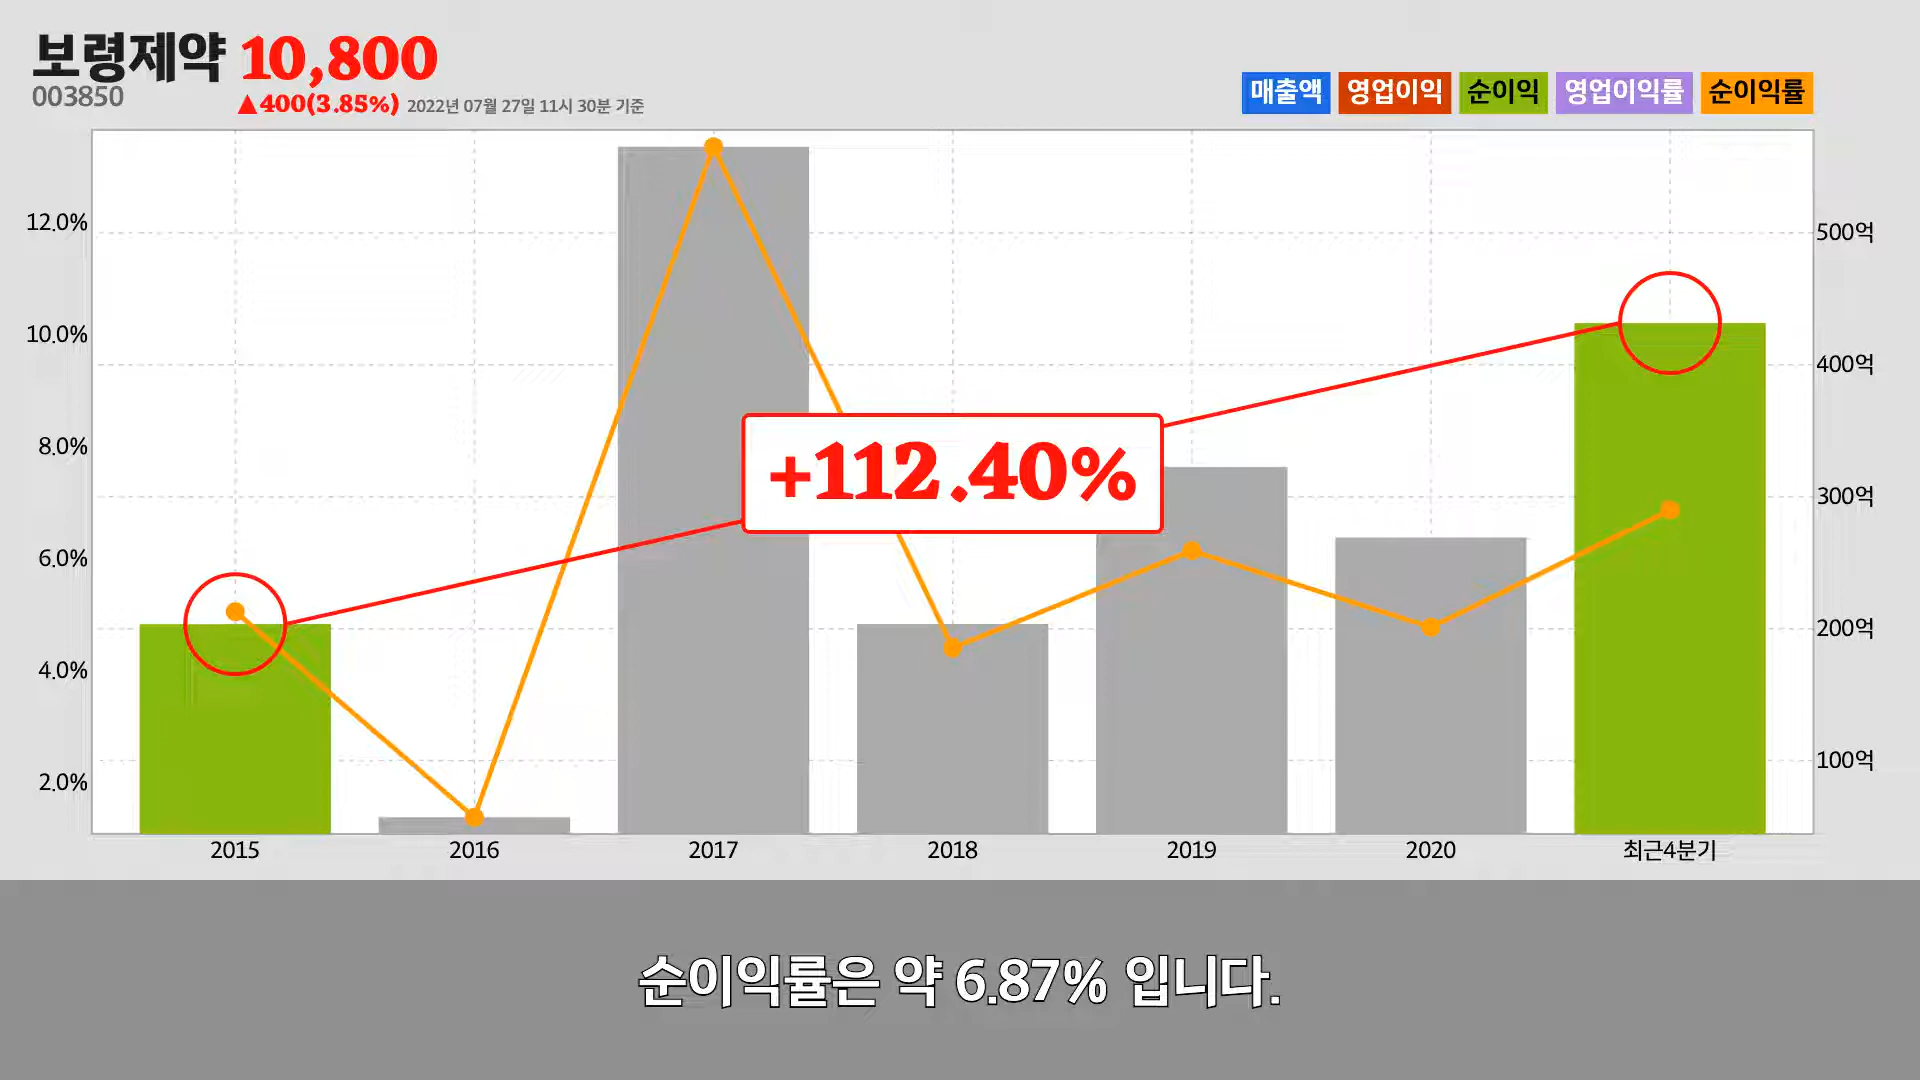 보령제약 10,800
003850
▲400(3.85%) 2022년 07월 27일 11시 30분 기준
매출액 영업이익 순이익 영업이익률 순이익률
12.0%
10.0%
8.0%
6.0%
4.0%
2.0%
500억
400억
300억
200억
100억
+112.40%
2015 2016 2017 2018 2019 2020 최근4분기
순이익률은 약 6.87% 입니다.